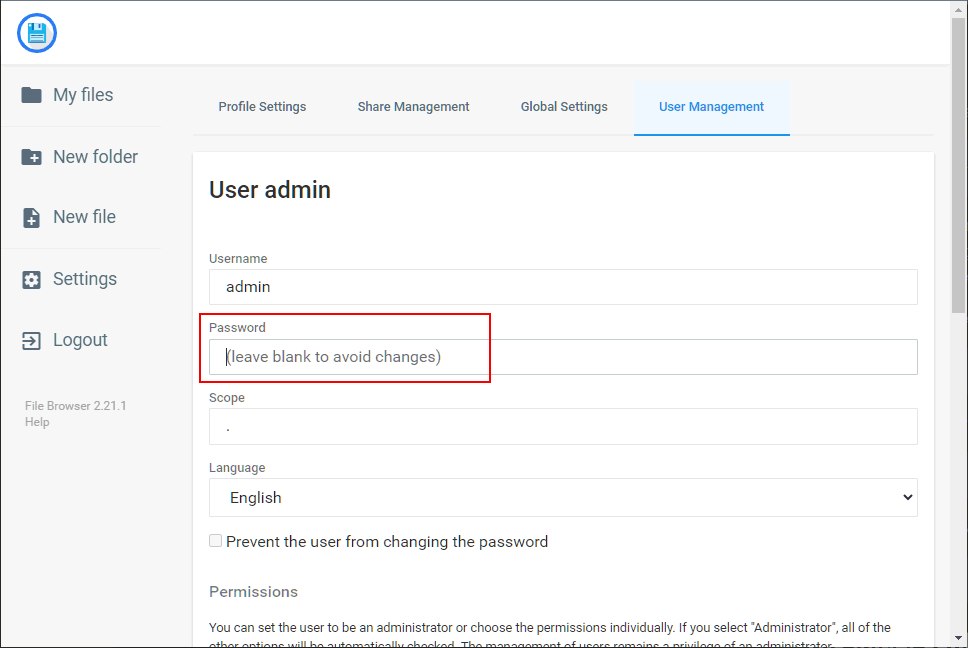 My files
New folder
New file
Settings
Logout
File Browser 2.21.1
Help
Profile Settings
Share Management
Global Settings
User Management
User admin
Username
admin
Password
(leave blank to avoid changes)
Scope
.
Language
English
Prevent the user from changing the password
Permissions
You can set the user to be an administrator or choose the permissions individually. If you select "Administrator", all of the
other options will be automatically checked. The management of users remains a privilege of an administrator.